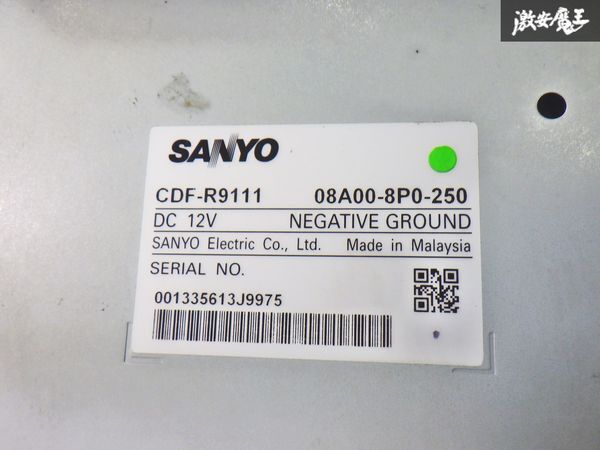 激安魔王
SANYO
CDF-R9111 08A00-8P0-250
DC 12V NEGATIVE GROUND
SANYO Electric Co., Ltd. Made in Malaysia
SERIAL NO.
001335613J9975